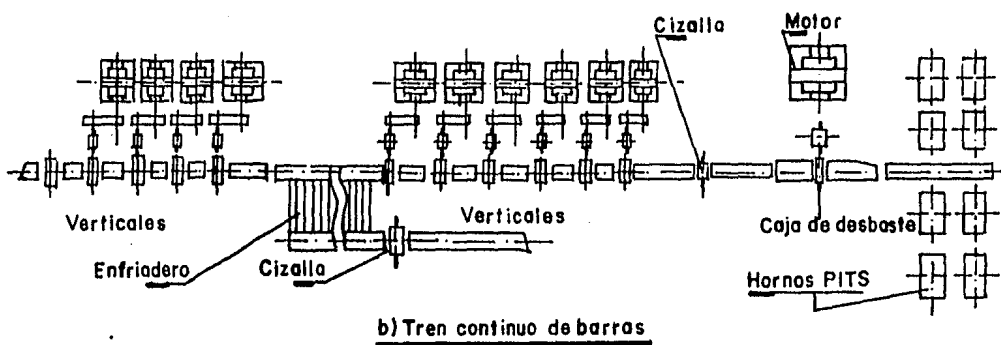 Cizalla
Motor
Verticales
Verticales
Caja de desbaste
Enfriadero
Cizalla
Hornos PITS
b) Tren continuo de barras